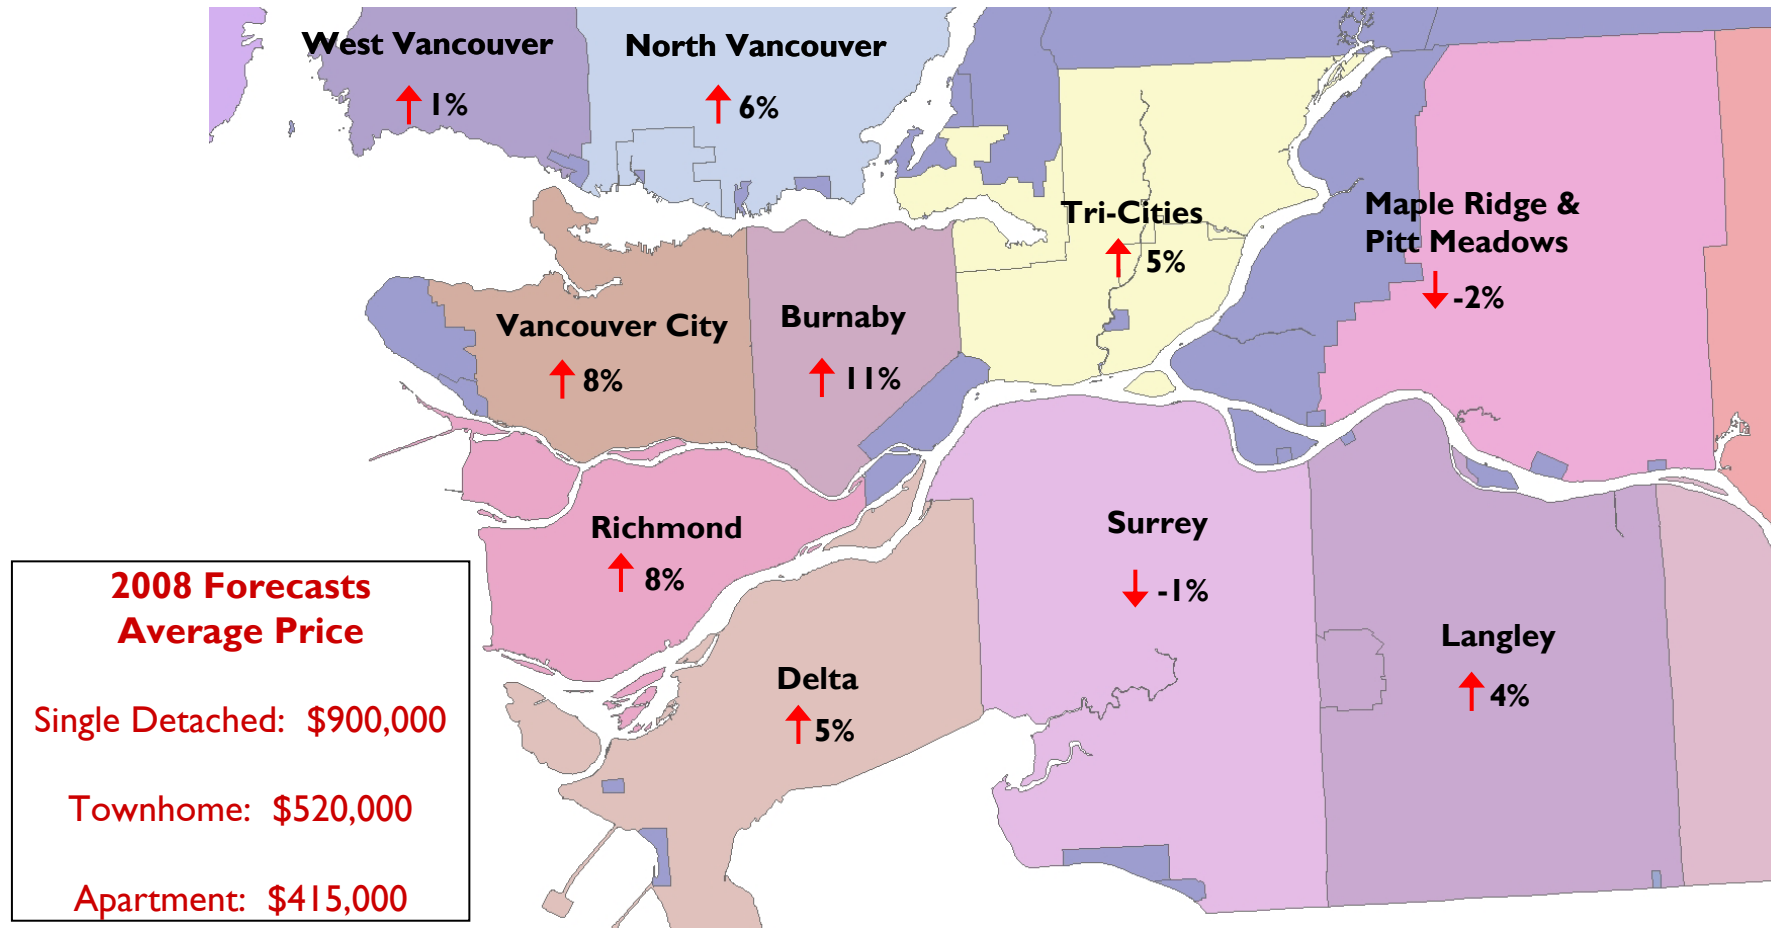 West Vancouver
1%
North Vancouver
6%
Tri-Cities
5%
Maple Ridge &
Pitt Meadows
-2%
Vancouver City
8%
Burnaby
11%
Richmond
8%
Surrey
-1%
Langley
4%
Delta
5%
2008 Forecasts
Average Price
Single Detached: $900,000
Townhome: $520,000
Apartment: $415,000